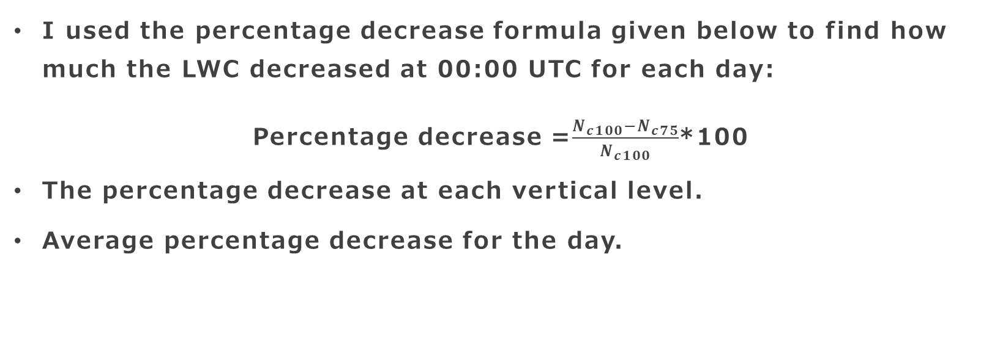 • I used the percentage decrease formula given below to find how
much the LWC decreased at 00:00 UTC for each day:
Percentage decrease = \frac{N_{c100}-N_{c75}}{N_{c100}}*100
• The percentage decrease at each vertical level.
• Average percentage decrease for the day.